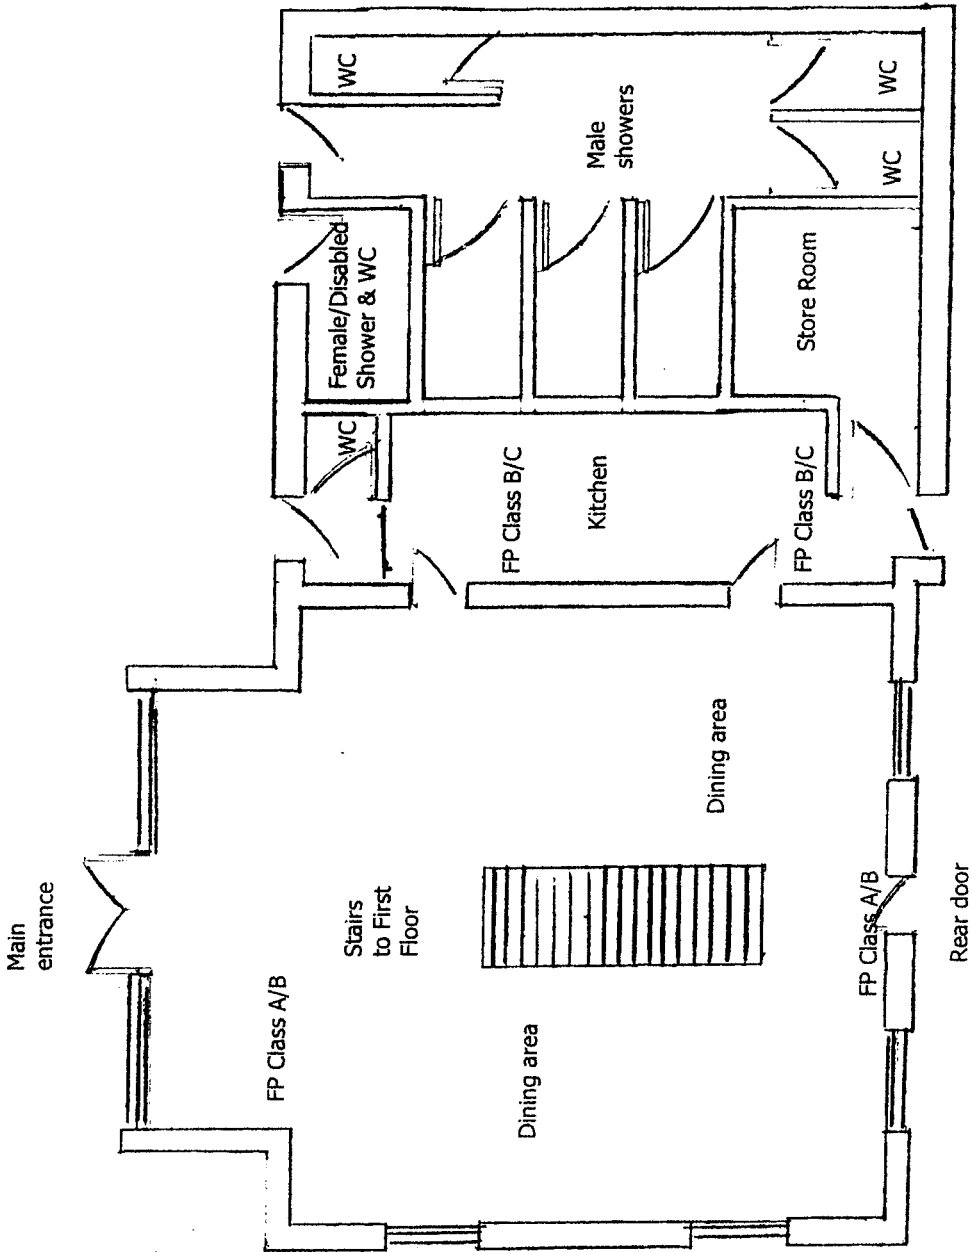 Main
entrance
FP Class A/B
Stairs
to First
Floor
Dining area
Dining area
FP Class A/B
Rear door
WC
FP Class B/C
Kitchen
FP Class B/C
Female/Disabled
Shower & WC
Store Room
WC
Male
showers
WC
WC